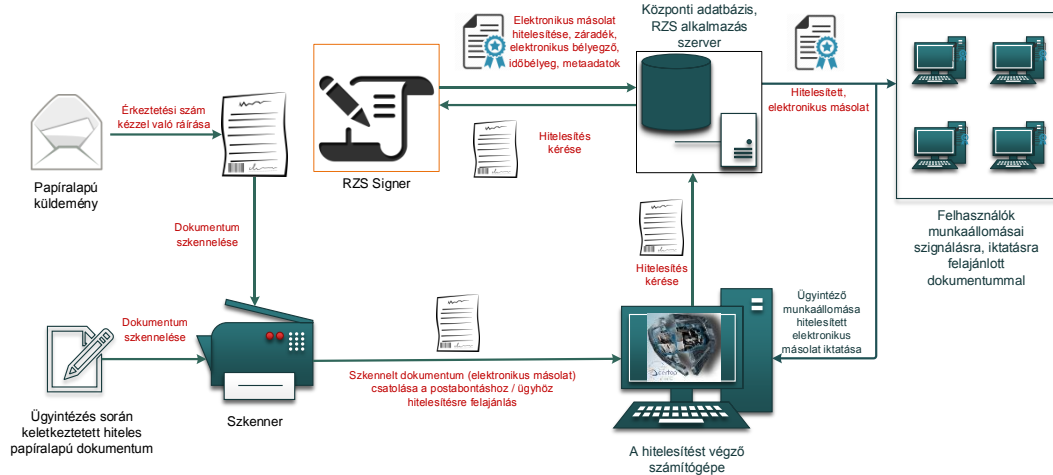 Elektronikus másolat
hitelesítése, záradék,
elektronikus bélyegző,
időbélyeg, metaadatok
Központi adatbázis,
RZS alkalmazás
szerver
Hitelesített,
elektronikus másolat
Érkeztetési szám
kézzel való ráírása
Papíralapú
küldemény
RZS Signer
Hitelesítés
kérése
Felhasználók
munkaállomásai
szignálásra, iktatásra
felajánlott
dokumentummal
Dokumentum
szkennelése
Hitelesítés
kérése
Ügyintéző
munkaállomása
hitelesített
elektronikus
másolat iktatása
Dokumentum
szkennelése
Szkennelt dokumentum (elektronikus másolat)
csatolása a postabontáshoz / ügyhöz
hitelesítésre felajánlás
Ügyintézés során
keletkeztetett hiteles
papíralapú dokumentum
Szkenner
A hitelesítést végző
számítógépe